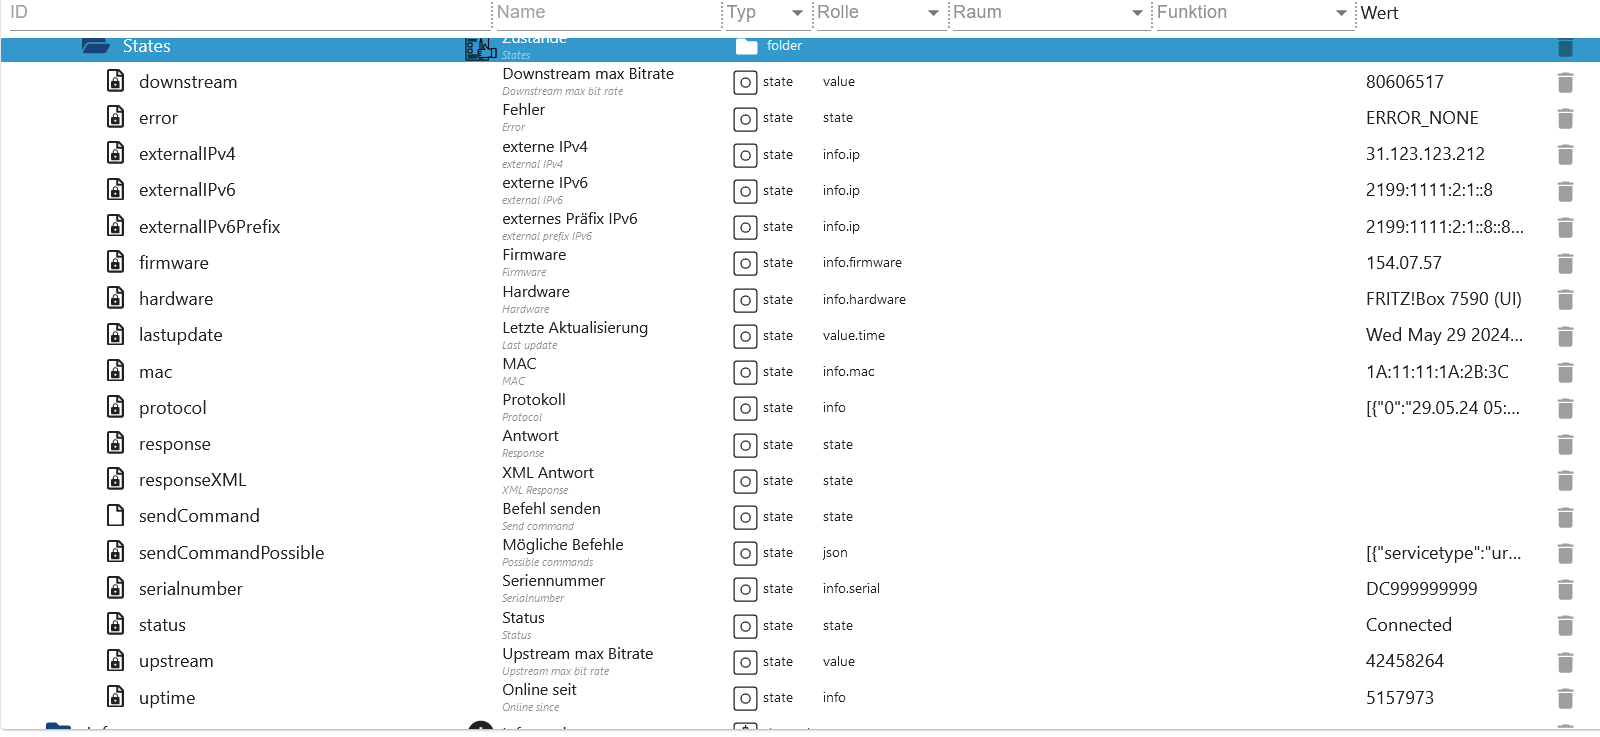 ID Name Typ Rolle Raum Funktion Wert
States Zustände folder
States
downstream Downstream max Bitrate state value 80606517
Downstream max bit rate
error Fehler state state ERROR_NONE
Error
externalIPv4 externe IPv4 state info.ip 31.123.123.212
external IPv4
externalIPv6 externe IPv6 state info.ip 2199:1111:2:1::8
external IPv6
externalIPv6Prefix externes Präfix IPv6 state info.ip 2199:1111:2:1::8::8...
external prefix IPv6
firmware Firmware state info.firmware 154.07.57
Firmware
hardware Hardware state info.hardware FRITZ!Box 7590 (UI)
Hardware
lastupdate Letzte Aktualisierung state value.time Wed May 29 2024...
Last update
mac MAC state info.mac 1A:11:11:1A:2B:3C
MAC
protocol Protokoll state info [{"0":"29.05.24 05:...
Protocol
response Antwort state state
Response
responseXML XML Antwort state state
XML Response
sendCommand Befehl senden state state
Send command
sendCommandPossible Mögliche Befehle state json [{"servicetype":"ur...
Possible commands
serialnumber Seriennummer state info.serial DC999999999
Serialnumber
status Status state state Connected
Status
upstream Upstream max Bitrate state value 42458264
Upstream max bit rate
uptime Online seit state info 5157973
Online since